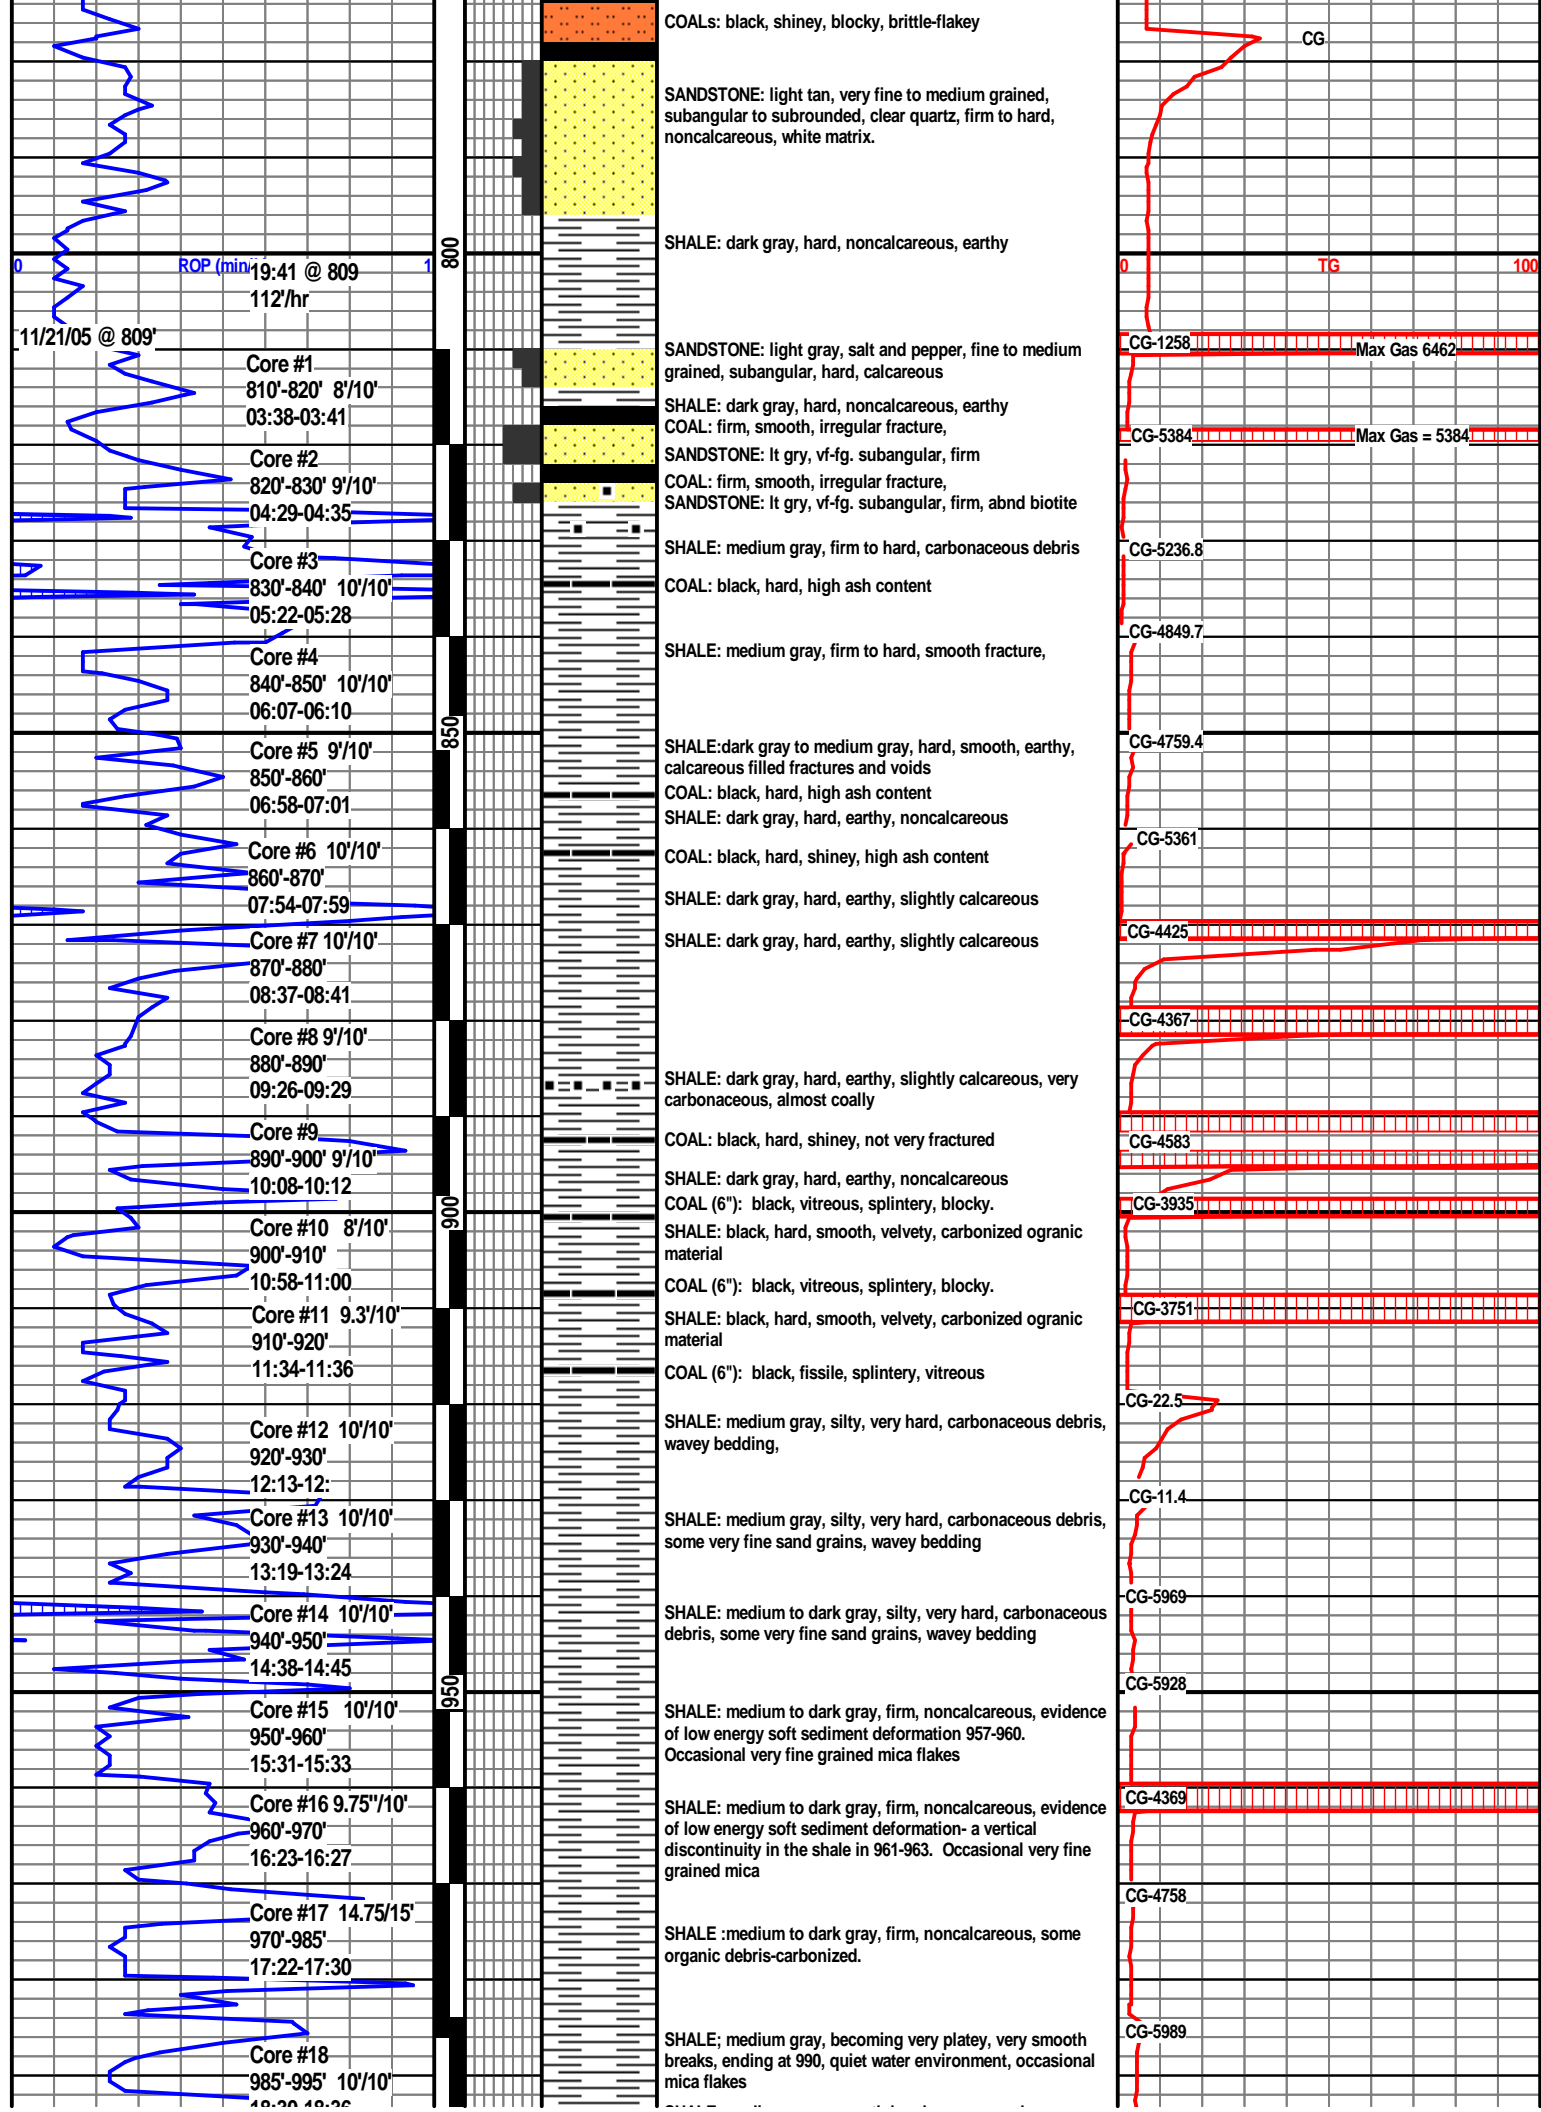 COALs: black, shiney, blocky, brittle-flakey
CG
SANDSTONE: light tan, very fine to medium grained,
subangular to subrounded, clear quartz, firm to hard,
noncalcareous, white matrix.
SHALE: dark gray, hard, noncalcareous, earthy
800
0 ROP (min/ 1
19:41 @ 809
112'/hr
0 TG 100
11/21/05 @ 809'
CG-1258
Max Gas 6462
Core #1
810'-820' 8'/10'
03:38-03:41
SANDSTONE: light gray, salt and pepper, fine to medium
grained, subangular, hard, calcareous
SHALE: dark gray, hard, noncalcareous, earthy
COAL: firm, smooth, irregular fracture,
CG-5384
Max Gas = 5384
Core #2
820'-830' 9'/10'
04:29-04:35
SANDSTONE: lt gry, vf-fg. subangular, firm
COAL: firm, smooth, irregular fracture,
SANDSTONE: lt gry, vf-fg. subangular, firm, abnd biotite
Core #3
830'-840' 10'/10'
05:22-05:28
SHALE: medium gray, firm to hard, carbonaceous debris
CG-5236.8
COAL: black, hard, high ash content
CG-4849.7
Core #4
840'-850' 10'/10'
06:07-06:10
SHALE: medium gray, firm to hard, smooth fracture,
850
Core #5 9'/10'
850'-860'
06:58-07:01
SHALE:dark gray to medium gray, hard, smooth, earthy,
calcareous filled fractures and voids
CG-4759.4
COAL: black, hard, high ash content
SHALE: dark gray, hard, earthy, noncalcareous
Core #6 10'/10'
860'-870'
07:54-07:59
COAL: black, hard, shiney, high ash content
CG-5361
SHALE: dark gray, hard, earthy, slightly calcareous
Core #7 10'/10'
870'-880'
08:37-08:41
SHALE: dark gray, hard, earthy, slightly calcareous
CG-4425
Core #8 9'/10'
880'-890'
09:26-09:29
CG-4367
SHALE: dark gray, hard, earthy, slightly calcareous, very
carbonaceous, almost coally
Core #9
890'-900' 9'/10'
10:08-10:12
COAL: black, hard, shiney, not very fractured
CG-4583
SHALE: dark gray, hard, earthy, noncalcareous
COAL (6"): black, vitreous, splintery, blocky.
CG-3935
900
Core #10 8'/10'
900'-910'
10:58-11:00
SHALE: black, hard, smooth, velvety, carbonized ogranic
material
COAL (6"): black, vitreous, splintery, blocky.
Core #11 9.3'/10'
910'-920'
11:34-11:36
SHALE: black, hard, smooth, velvety, carbonized ogranic
material
CG-3751
COAL (6"): black, fissile, splintery, vitreous
CG-22.5
Core #12 10'/10'
920'-930'
12:13-12:
SHALE: medium gray, silty, very hard, carbonaceous debris,
wavey bedding,
CG-11.4
Core #13 10'/10'
930'-940'
13:19-13:24
SHALE: medium gray, silty, very hard, carbonaceous debris,
some very fine sand grains, wavey bedding
CG-5969
Core #14 10'/10'
940'-950'
14:38-14:45
SHALE: medium to dark gray, silty, very hard, carbonaceous
debris, some very fine sand grains, wavey bedding
CG-5928
950
Core #15 10'/10'
950'-960'
15:31-15:33
SHALE: medium to dark gray, firm, noncalcareous, evidence
of low energy soft sediment deformation 957-960.
Occasional very fine grained mica flakes
CG-4369
Core #16 9.75"/10'
960'-970'
16:23-16:27
SHALE: medium to dark gray, firm, noncalcareous, evidence
of low energy soft sediment deformation- a vertical
discontinuity in the shale in 961-963. Occasional very fine
grained mica
CG-4758
Core #17 14.75/15'
970'-985'
17:22-17:30
SHALE :medium to dark gray, firm, noncalcareous, some
organic debris-carbonized.
CG-5989
Core #18
985'-995' 10'/10'
SHALE; medium gray, becoming very platey, very smooth
breaks, ending at 990, quiet water environment, occasional
mica flakes